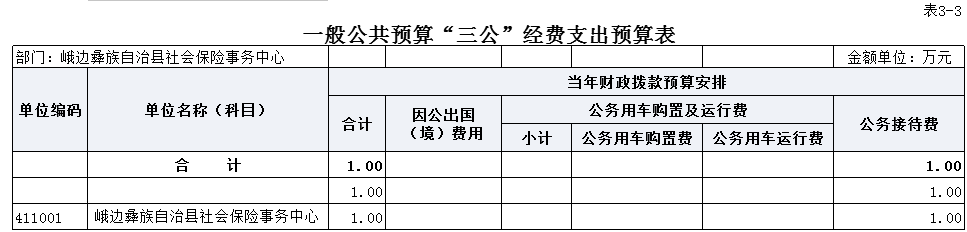 表3-3
一般公共预算“三公”经费支出预算表
部门：峨边彝族自治县社会保险事务中心 金额单位：万元
单位编码 单位名称（科目） 当年财政拨款预算安排
合计 因公出国（境）费用 公务用车购置及运行费 公务接待费
小计 公务用车购置费 公务用车运行费
合 计 1.00 1.00
1.00 1.00
411001 峨边彝族自治县社会保险事务中心 1.00 1.00